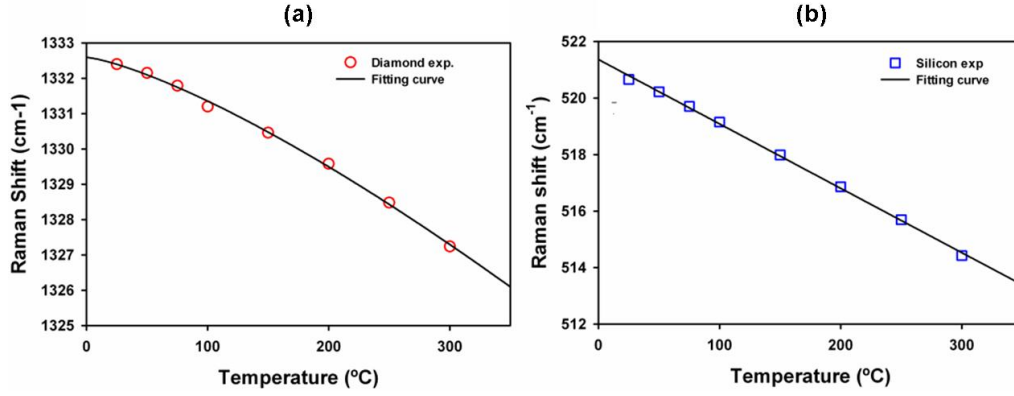 (a)
1333
1332
1331
1330
1329
1328
1327
1326
1325
Raman Shift (cm-1)
Diamond exp.
Fitting curve
0 100 200 300
Temperature (ºC)
(b)
522
520
518
516
514
512
Raman shift (cm⁻¹)
Silicon exp
Fitting curve
0 100 200 300
Temperature (ºC)